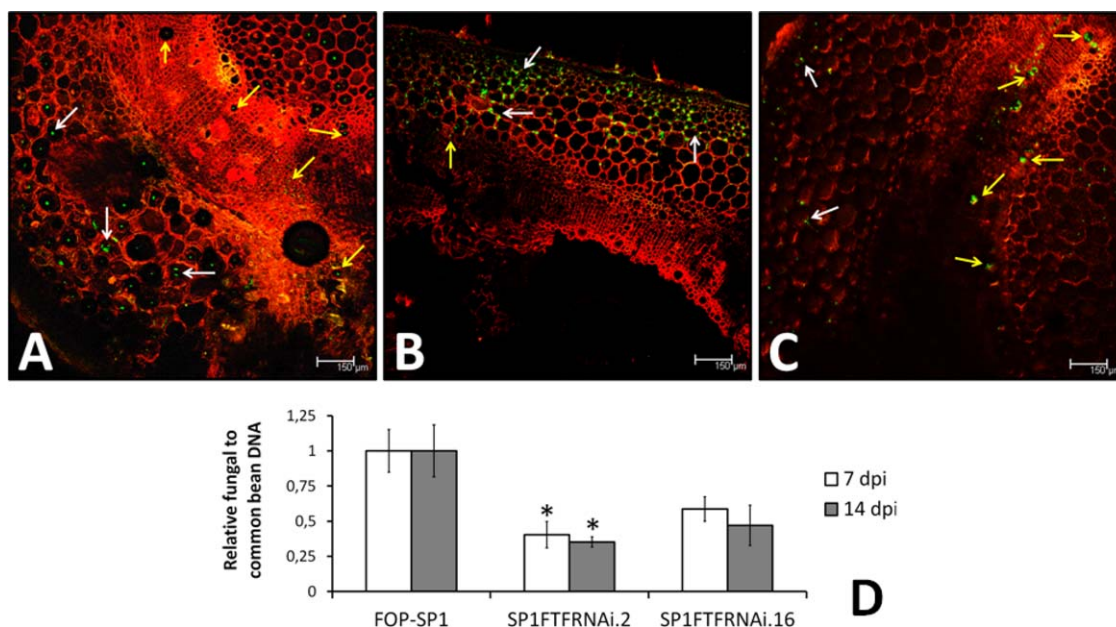 A
150 µm
B
150 µm
C
150 µm
Relative fungal to
common bean DNA
1,25
1
0,75
0,5
0,25
0
*
*
FOP-SP1
SP1FTFRNAi.2
SP1FTFRNAi.16
7 dpi
14 dpi
D